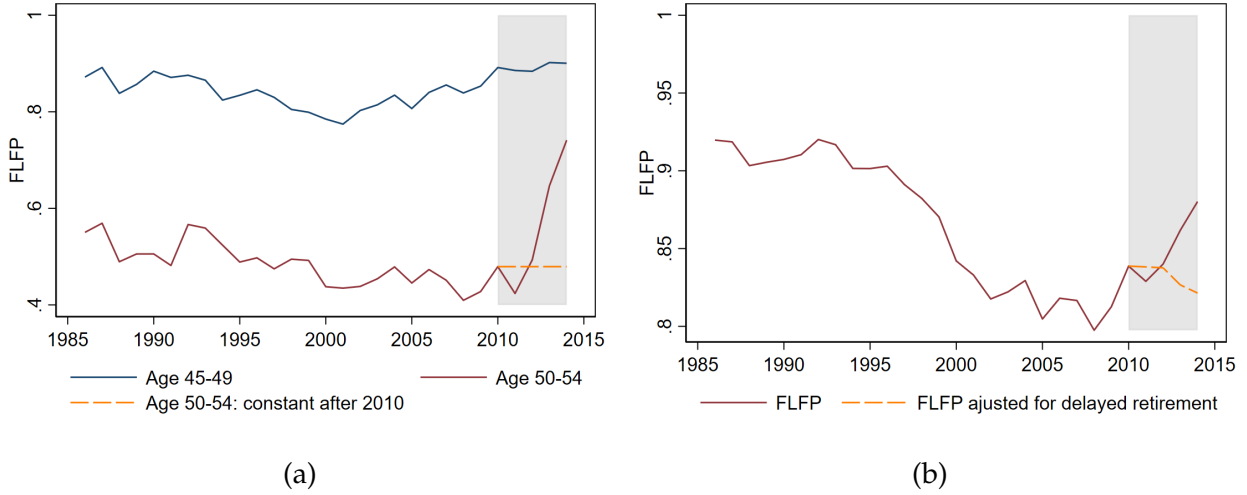 1
.8
.6
.4
FLFP
1985 1990 1995 2000 2005 2010 2015
Age 45-49
Age 50-54
Age 50-54: constant after 2010
(a)
1
.95
.9
.85
.8
FLFP
1985 1990 1995 2000 2005 2010 2015
FLFP
FLFP ajusted for delayed retirement
(b)